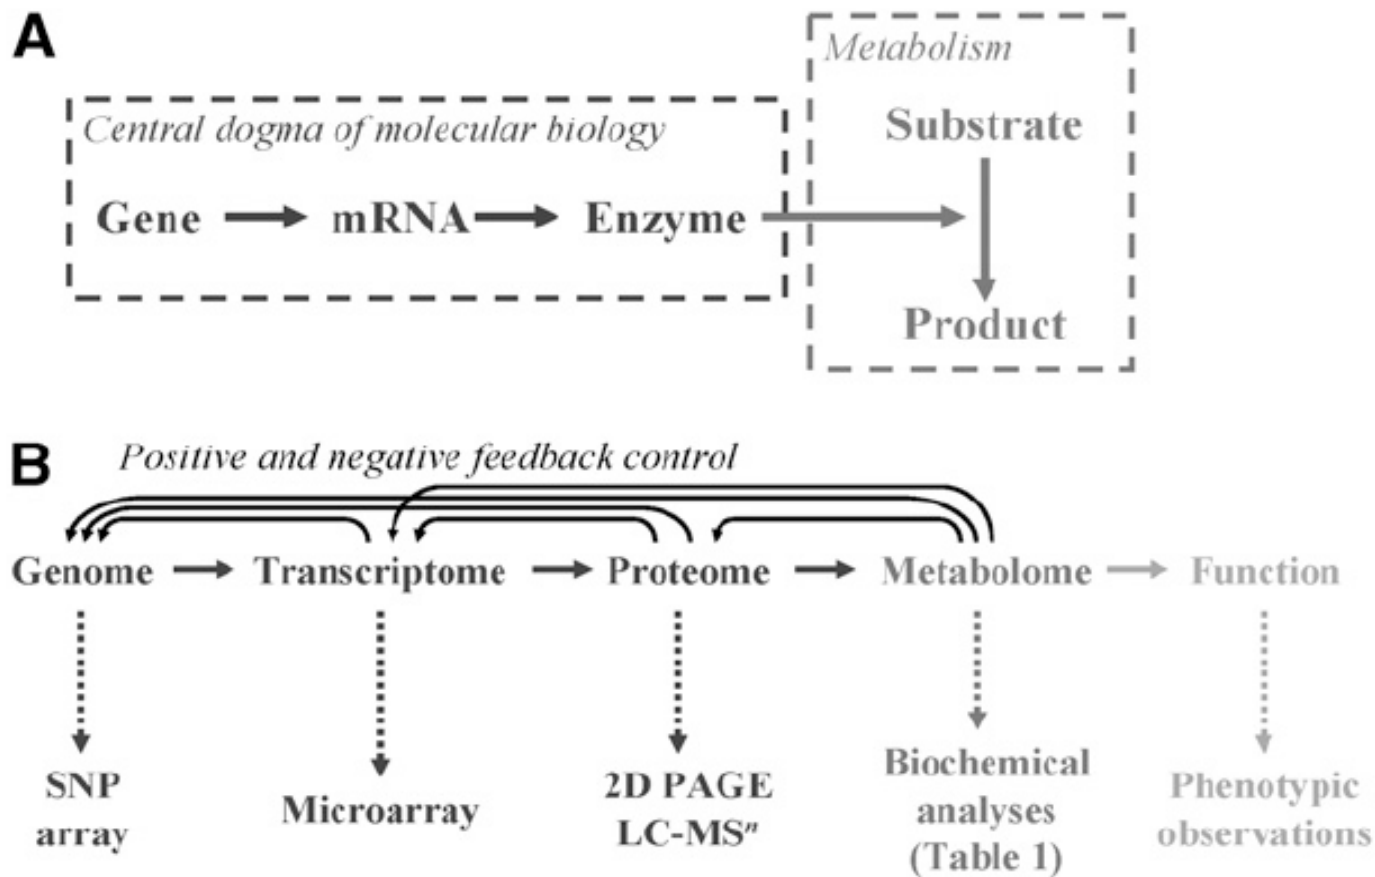 A
Metabolism
Central dogma of molecular biology
Substrate
Gene mRNA Enzyme
Product
B
Positive and negative feedback control
Genome Transcriptome Proteome Metabolome Function
SNP
array
Microarray
2D PAGE
LC-MSⁿ
Biochemical
analyses
(Table 1)
Phenotypic
observations